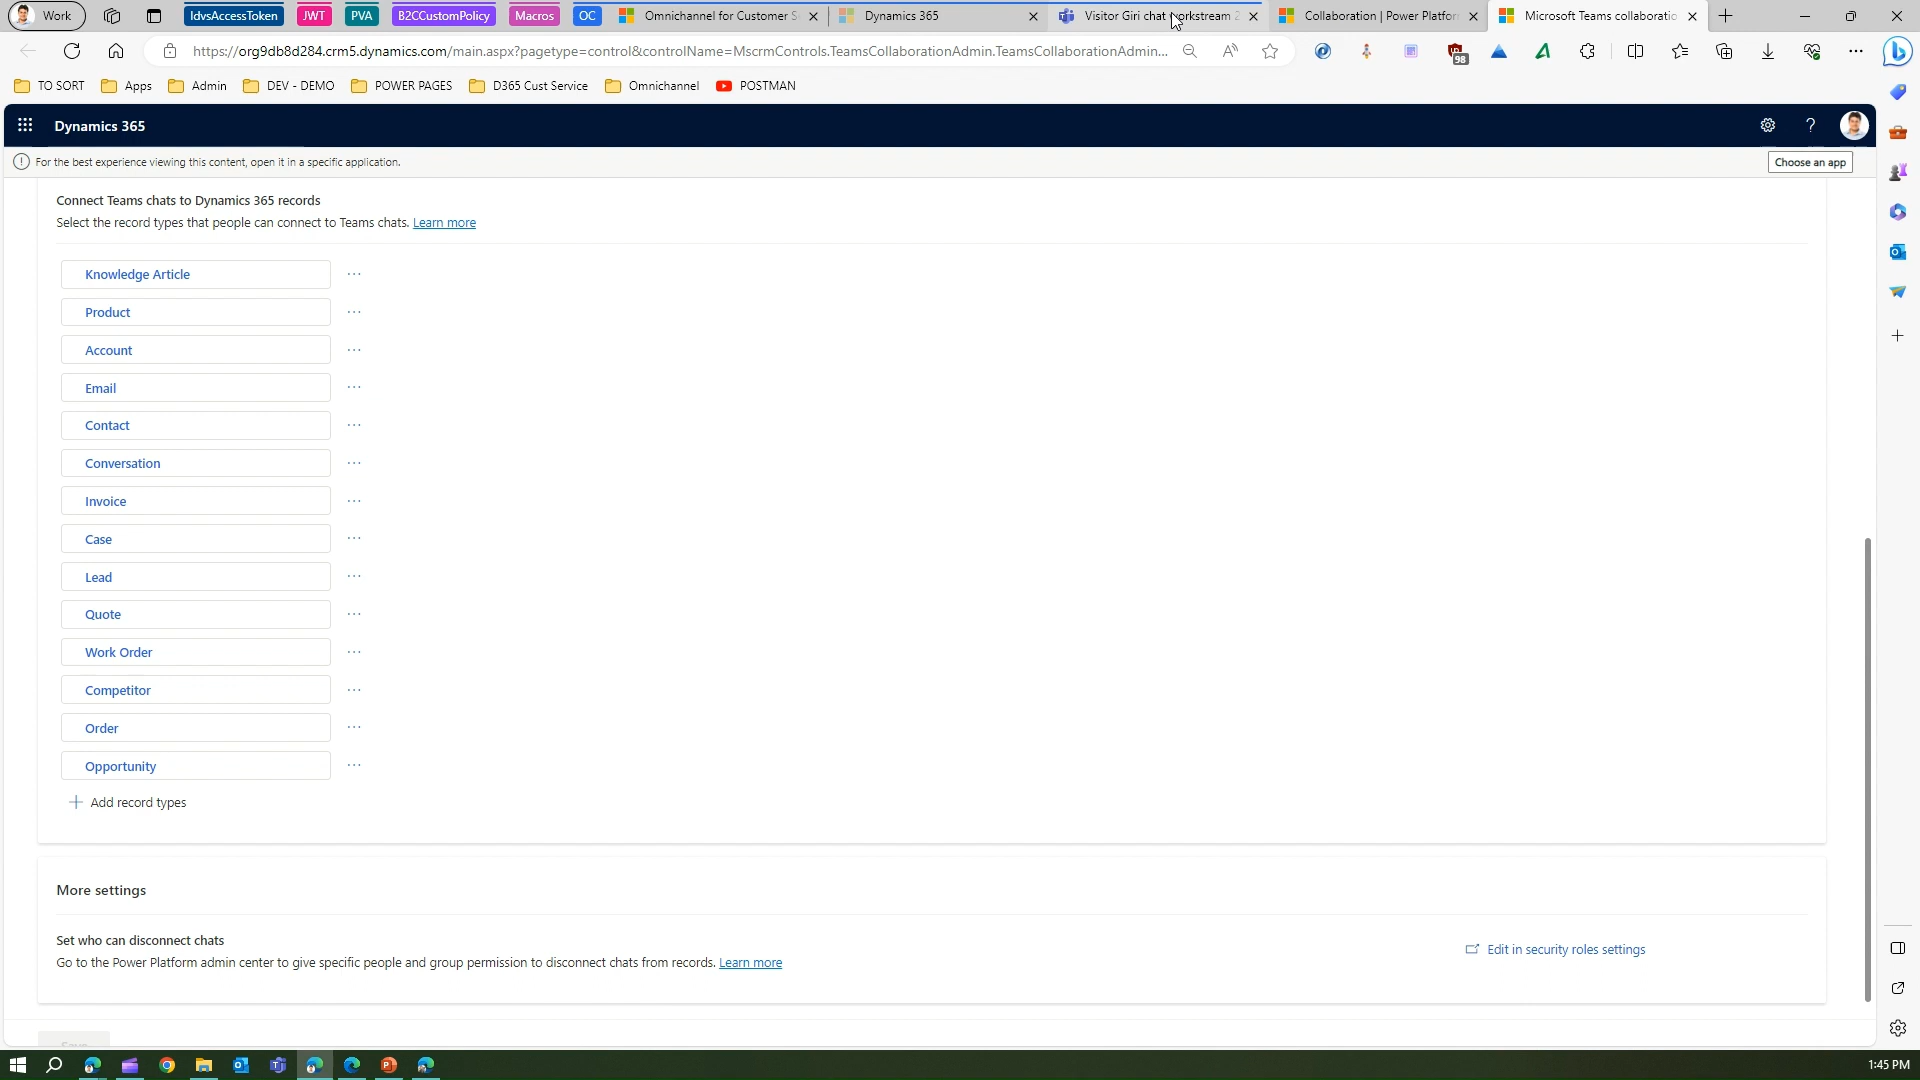 Work
IdvsAccessToken
JWT
PVA
B2CCustomPolicy
Macros
OC
Omnichannel for Customer S
Dynamics 365
Visitor Giri chat workstream 2
Collaboration | Power Platfor
Microsoft Teams collaboratio
https://org9db8d284.crm5.dynamics.com/main.aspx?pagetype=control&controlName=MscrmControls.TeamsCollaborationAdmin.TeamsCollaborationAdmin...
98
TO SORT
Apps
Admin
DEV - DEMO
POWER PAGES
D365 Cust Service
Omnichannel
POSTMAN
Dynamics 365
For the best experience viewing this content, open it in a specific application.
Choose an app
Connect Teams chats to Dynamics 365 records
Select the record types that people can connect to Teams chats. Learn more
Knowledge Article
Product
Account
Email
Contact
Conversation
Invoice
Case
Lead
Quote
Work Order
Competitor
Order
Opportunity
Add record types
More settings
Set who can disconnect chats
Go to the Power Platform admin center to give specific people and group permission to disconnect chats from records. Learn more
Edit in security roles settings
Save
1:45 PM